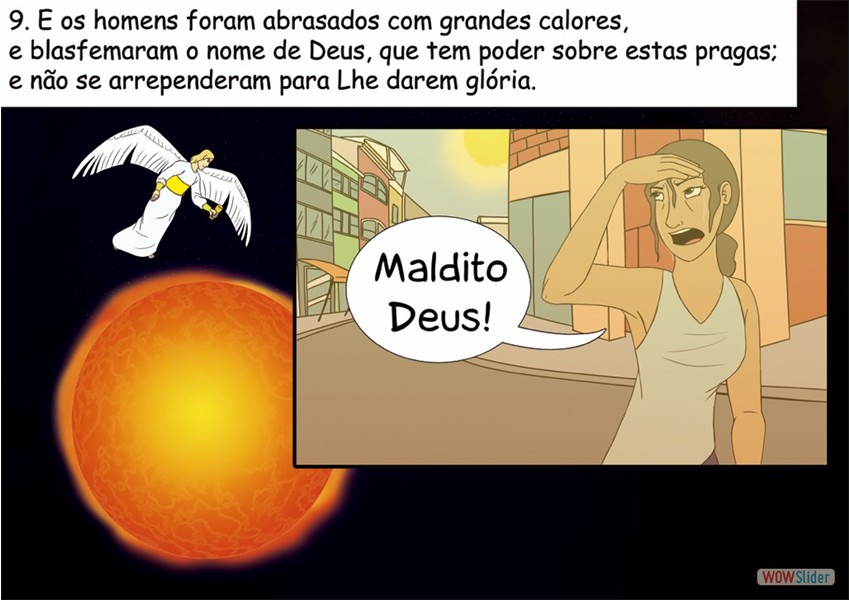 9. E os homens foram abrasados com grandes calores,
e blasfemaram o nome de Deus, que tem poder sobre estas pragas;
e não se arrependeram para Lhe darem glória.
Maldito
Deus!
WOWSlider